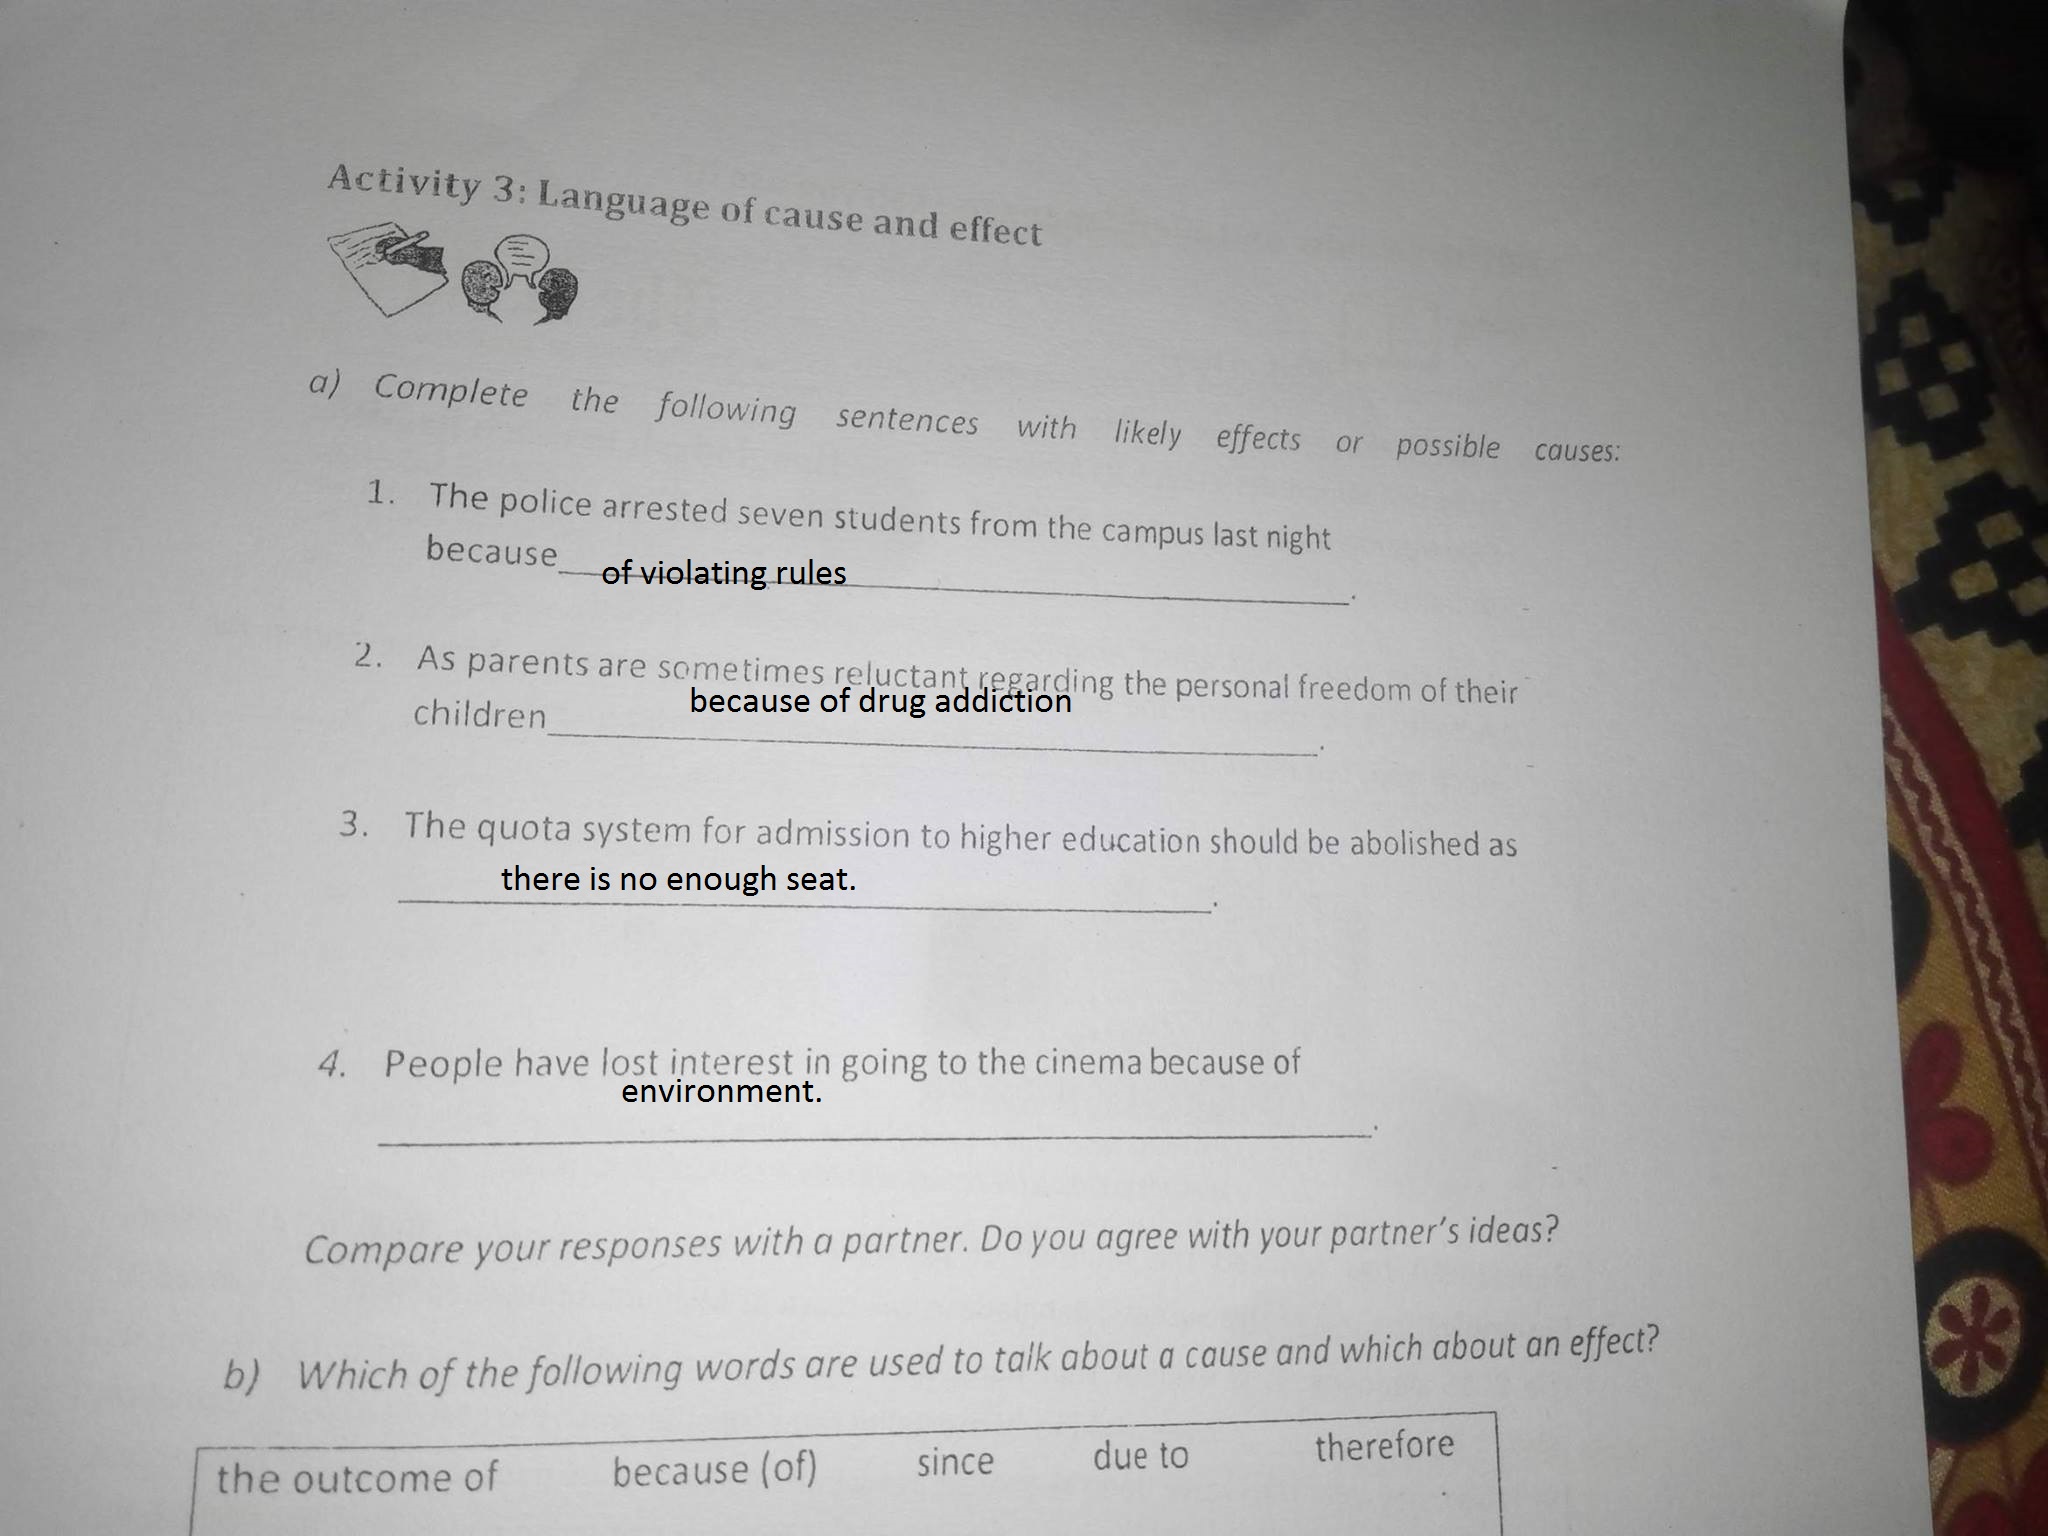 Activity 3: Language of cause and effect
a) Complete the following sentences with likely effects or possible causes:
1. The police arrested seven students from the campus last night
because of violating rules.
2. As parents are sometimes reluctant regarding the personal freedom of their
because of drug addiction
children.
3. The quota system for admission to higher education should be abolished as
there is no enough seat.
4. People have lost interest in going to the cinema because of
environment.
Compare your responses with a partner. Do you agree with your partner's ideas?
b) Which of the following words are used to talk about a cause and which about an effect?
the outcome of because (of) since due to therefore